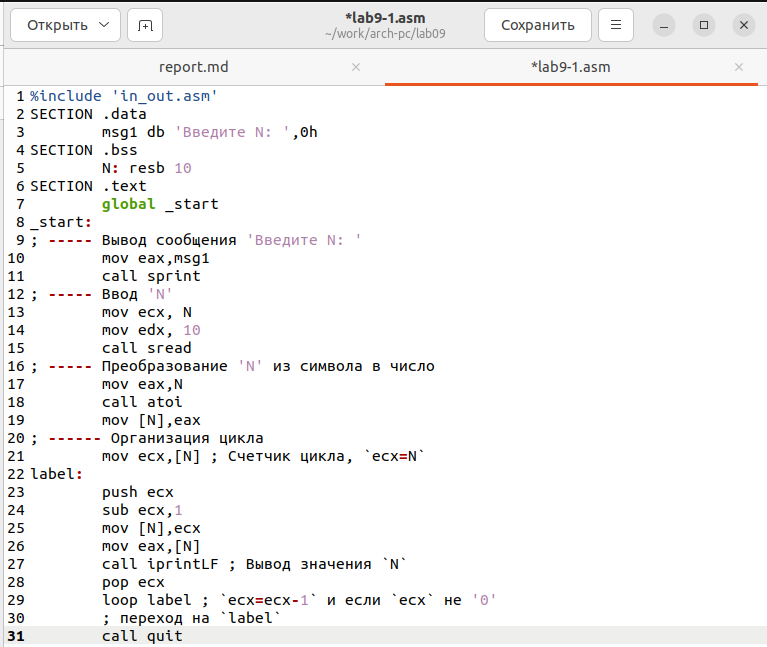 Открыть
*lab9-1.asm
~/work/arch-pc/lab09
Сохранить
report.md
*lab9-1.asm
1 %include 'in_out.asm'
2 SECTION .data
3 msg1 db 'Введите N: ',0h
4 SECTION .bss
5 N: resb 10
6 SECTION .text
7 global _start
8 _start:
9 ; ----- Вывод сообщения 'Введите N: '
10 mov eax,msg1
11 call sprint
12 ; ----- Ввод 'N'
13 mov ecx, N
14 mov edx, 10
15 call sread
16 ; ----- Преобразование 'N' из символа в число
17 mov eax,N
18 call atoi
19 mov [N],eax
20 ; ------ Организация цикла
21 mov ecx,[N] ; Счетчик цикла, `ecx=N`
22 label:
23 push ecx
24 sub ecx,1
25 mov [N],ecx
26 mov eax,[N]
27 call iprintLF ; Вывод значения `N`
28 pop ecx
29 loop label ; `ecx=ecx-1` и если `ecx` не '0'
30 ; переход на `label`
31 call quit